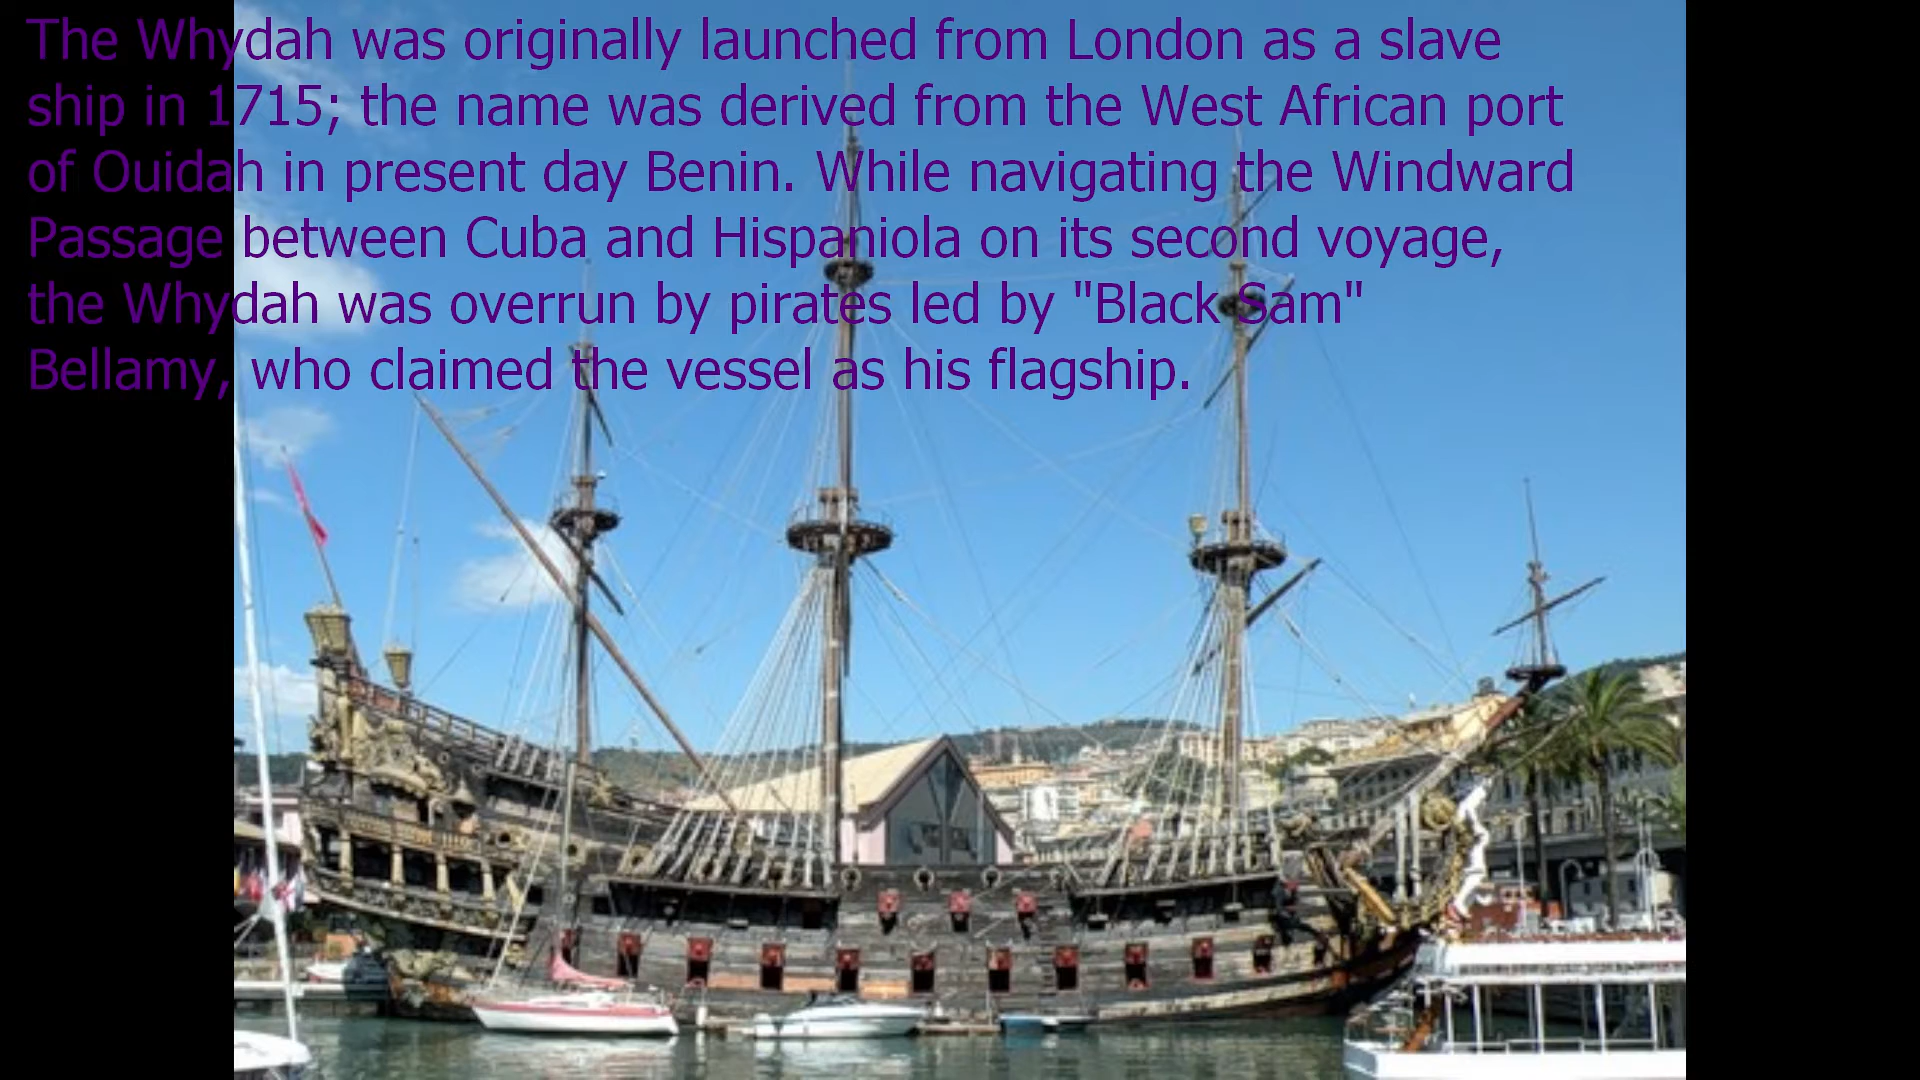 The Whydah was originally launched from London as a slave
ship in 1715; the name was derived from the West African port
of Ouidah in present day Benin. While navigating the Windward
Passage between Cuba and Hispaniola on its second voyage,
the Whydah was overrun by pirates led by "Black Sam"
Bellamy, who claimed the vessel as his flagship.